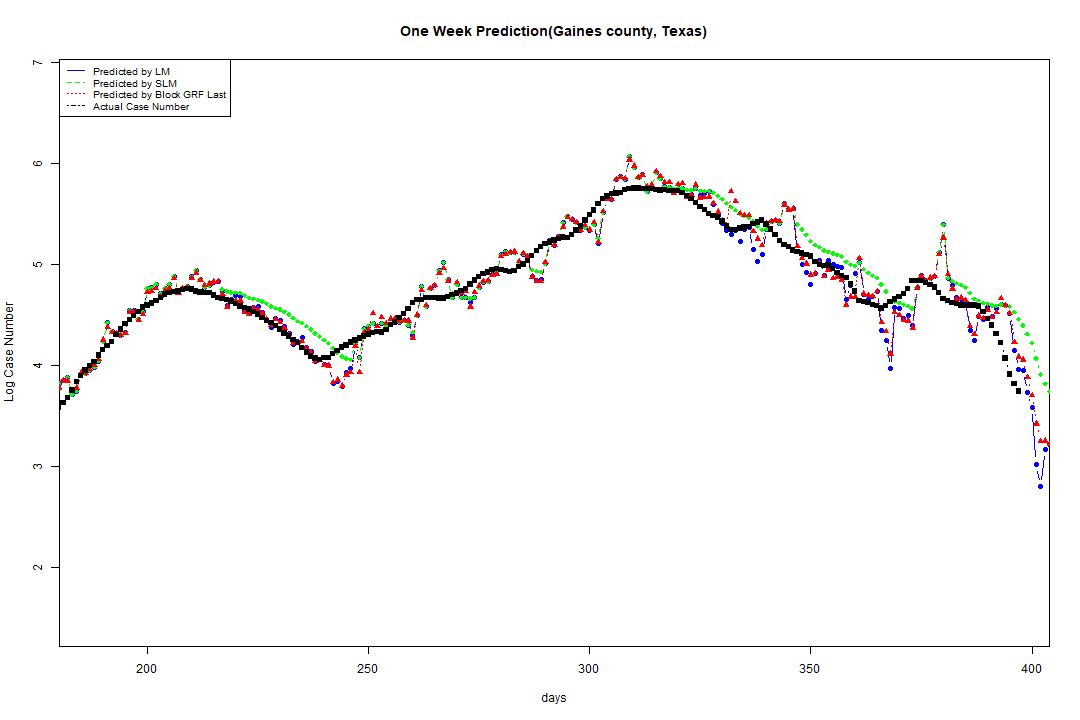 One Week Prediction(Gaines county, Texas)
Predicted by LM
Predicted by SLM
Predicted by Block GRF Last
Actual Case Number
7
6
5
4
3
2
Log Case Number
200 250 300 350 400
days